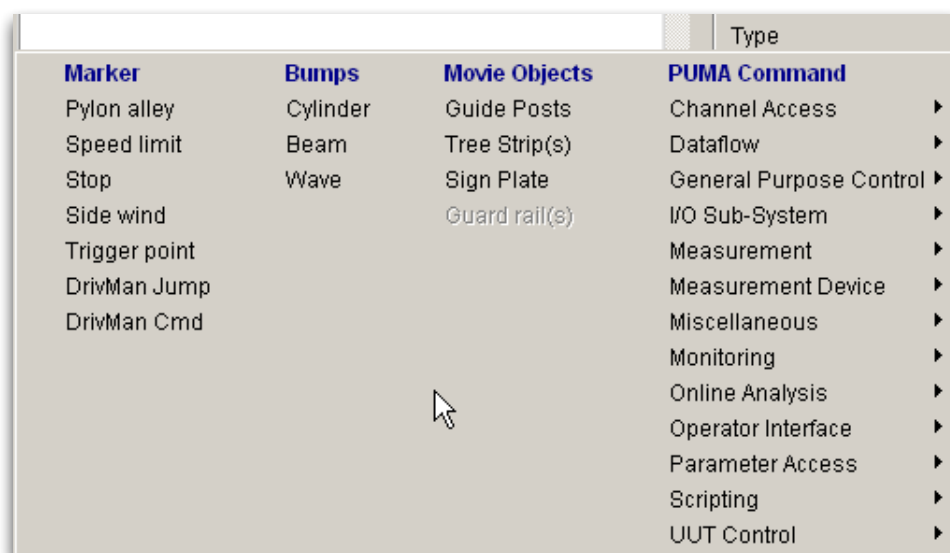 Type
Marker Bumps Movie Objects PUMA Command
Pylon alley Cylinder Guide Posts Channel Access
Speed limit Beam Tree Strip(s) Dataflow
Stop Wave Sign Plate General Purpose Control
Side wind Guard rail(s) I/O Sub-System
Trigger point Measurement
DrivMan Jump Measurement Device
DrivMan Cmd Miscellaneous
Monitoring
Online Analysis
Operator Interface
Parameter Access
Scripting
UUT Control